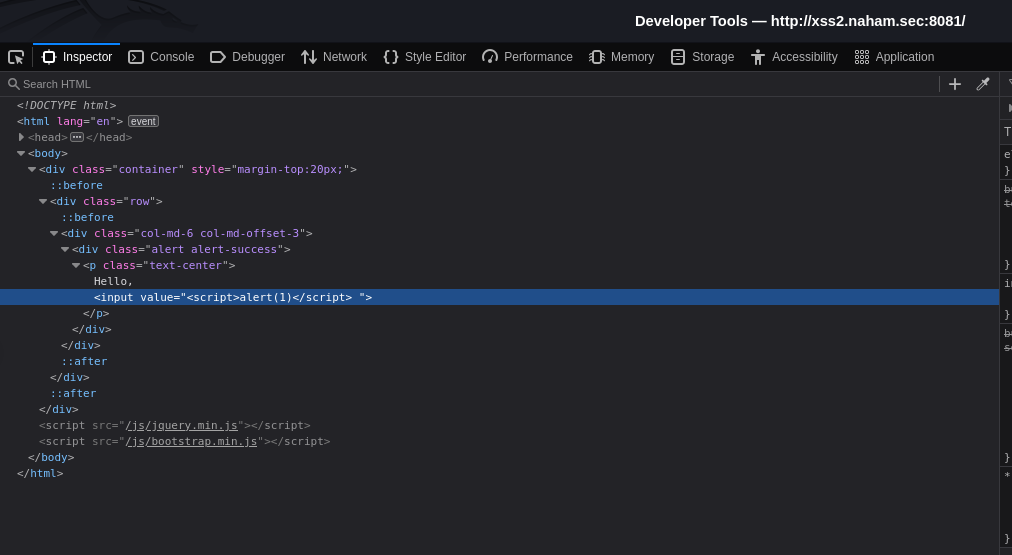 Developer Tools — http://xss2.naham.sec:8081/
Inspector Console Debugger Network Style Editor Performance Memory Storage Accessibility Application
Search HTML
<!DOCTYPE html>
<html lang="en"> event
<head> </head>
<body>
<div class="container" style="margin-top:20px;">
::before
<div class="row">
::before
<div class="col-md-6 col-md-offset-3">
<div class="alert alert-success">
<p class="text-center">
Hello,
<input value="<script>alert(1)</script> ">
</p>
</div>
</div>
::after
</div>
::after
</div>
<script src="/js/jquery.min.js"></script>
<script src="/js/bootstrap.min.js"></script>
</body>
</html>